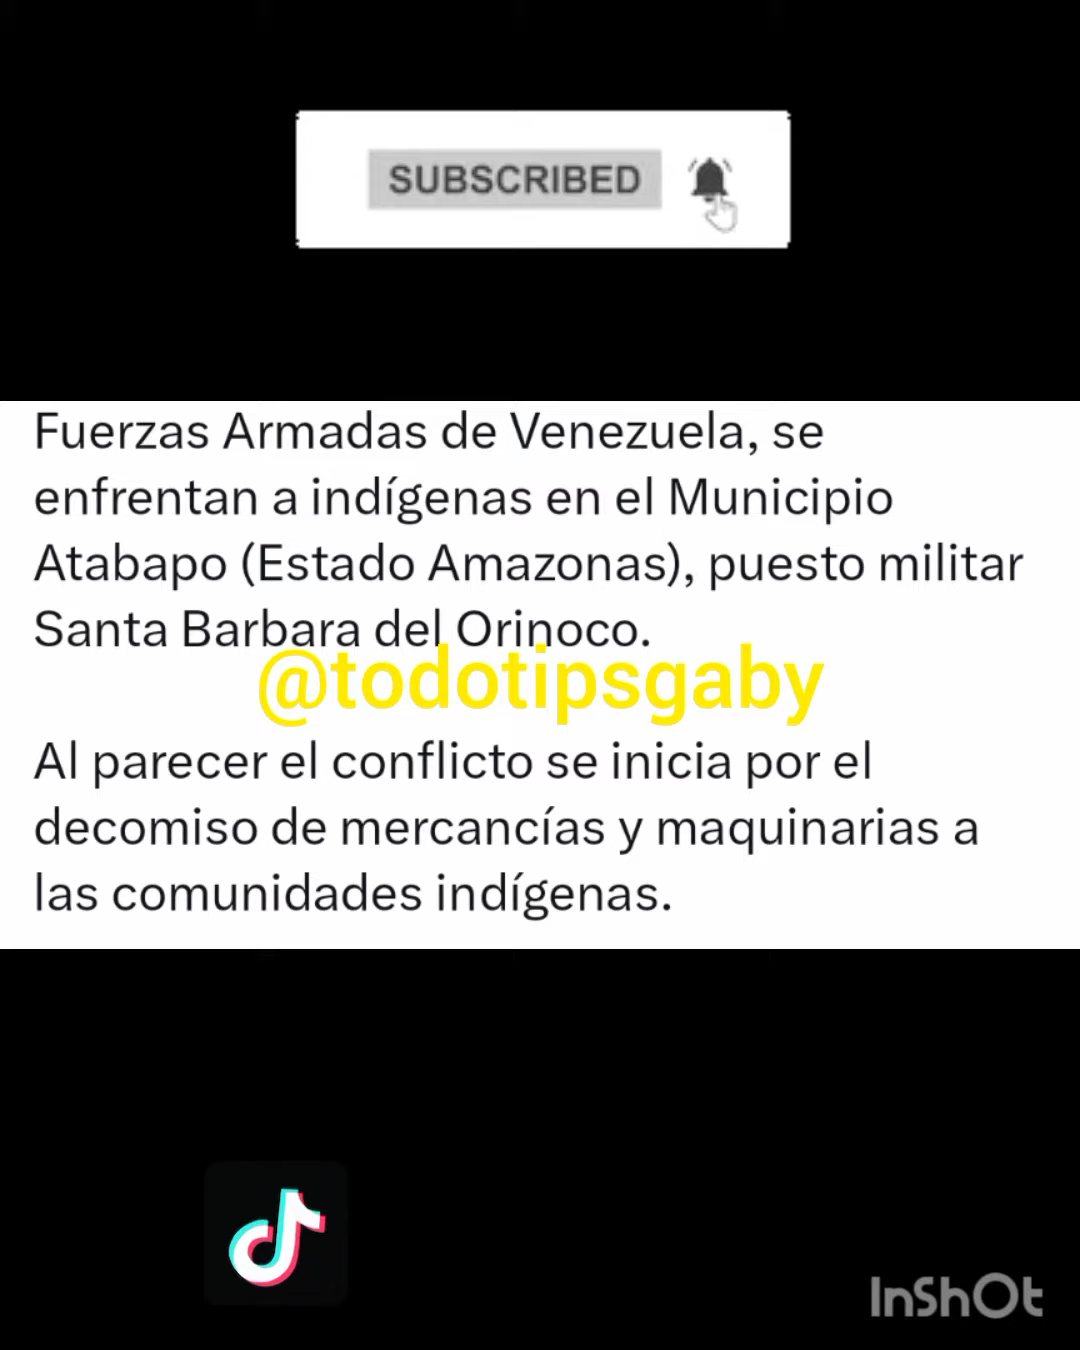 SUBSCRIBED
Fuerzas Armadas de Venezuela, se
enfrentan a indígenas en el Municipio
Atabapo (Estado Amazonas), puesto militar
Santa Barbara del Orinoco.
@todotipsgaby
Al parecer el conflicto se inicia por el
decomiso de mercancías y maquinarias a
las comunidades indígenas.
InShOt